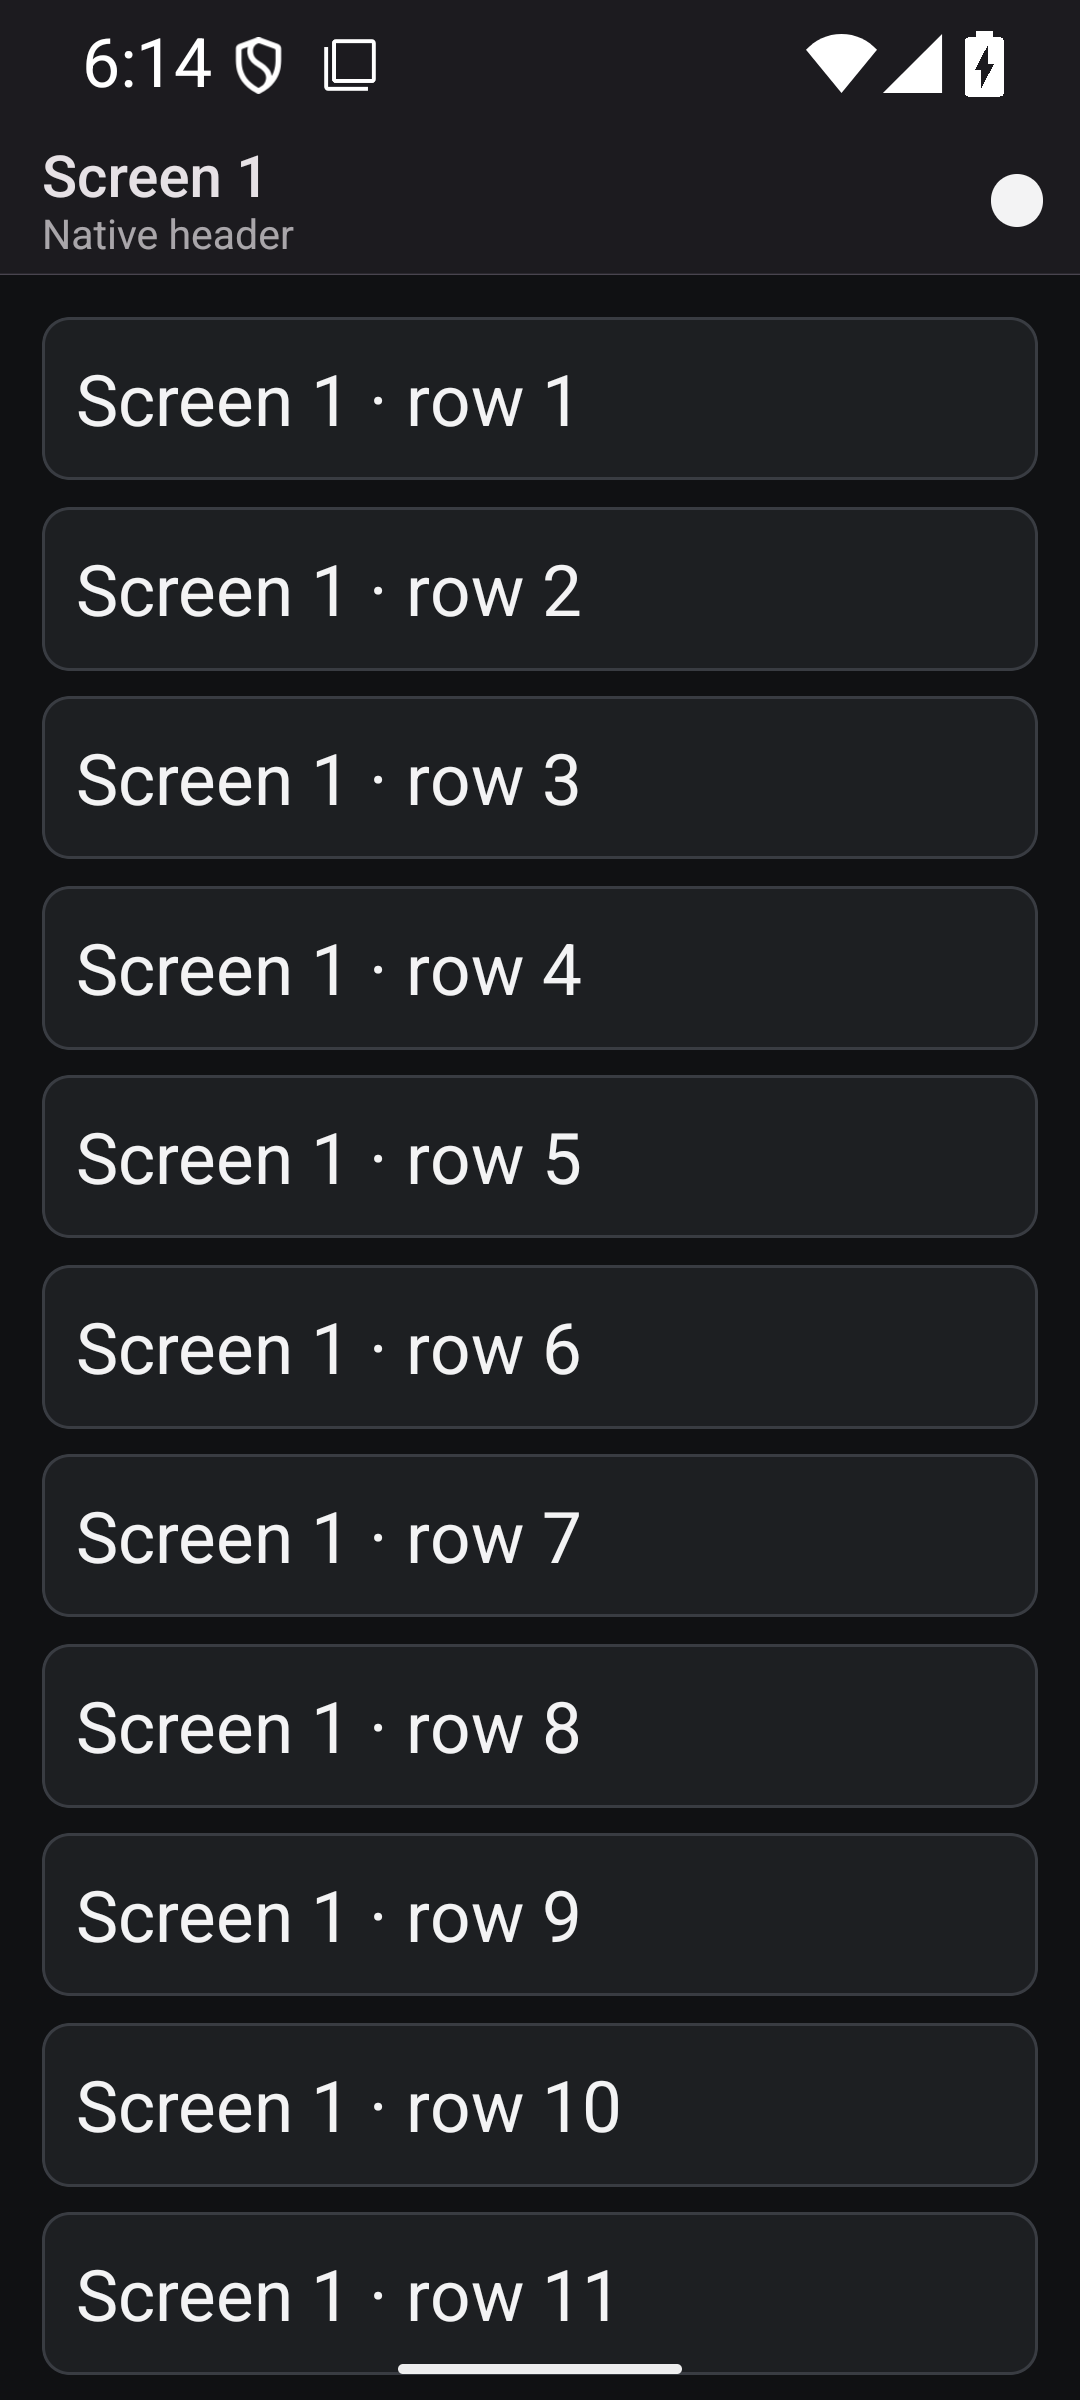 6:14
Screen 1
Native header
Screen 1 · row 1
Screen 1 · row 2
Screen 1 · row 3
Screen 1 · row 4
Screen 1 · row 5
Screen 1 · row 6
Screen 1 · row 7
Screen 1 · row 8
Screen 1 · row 9
Screen 1 · row 10
Screen 1 · row 11